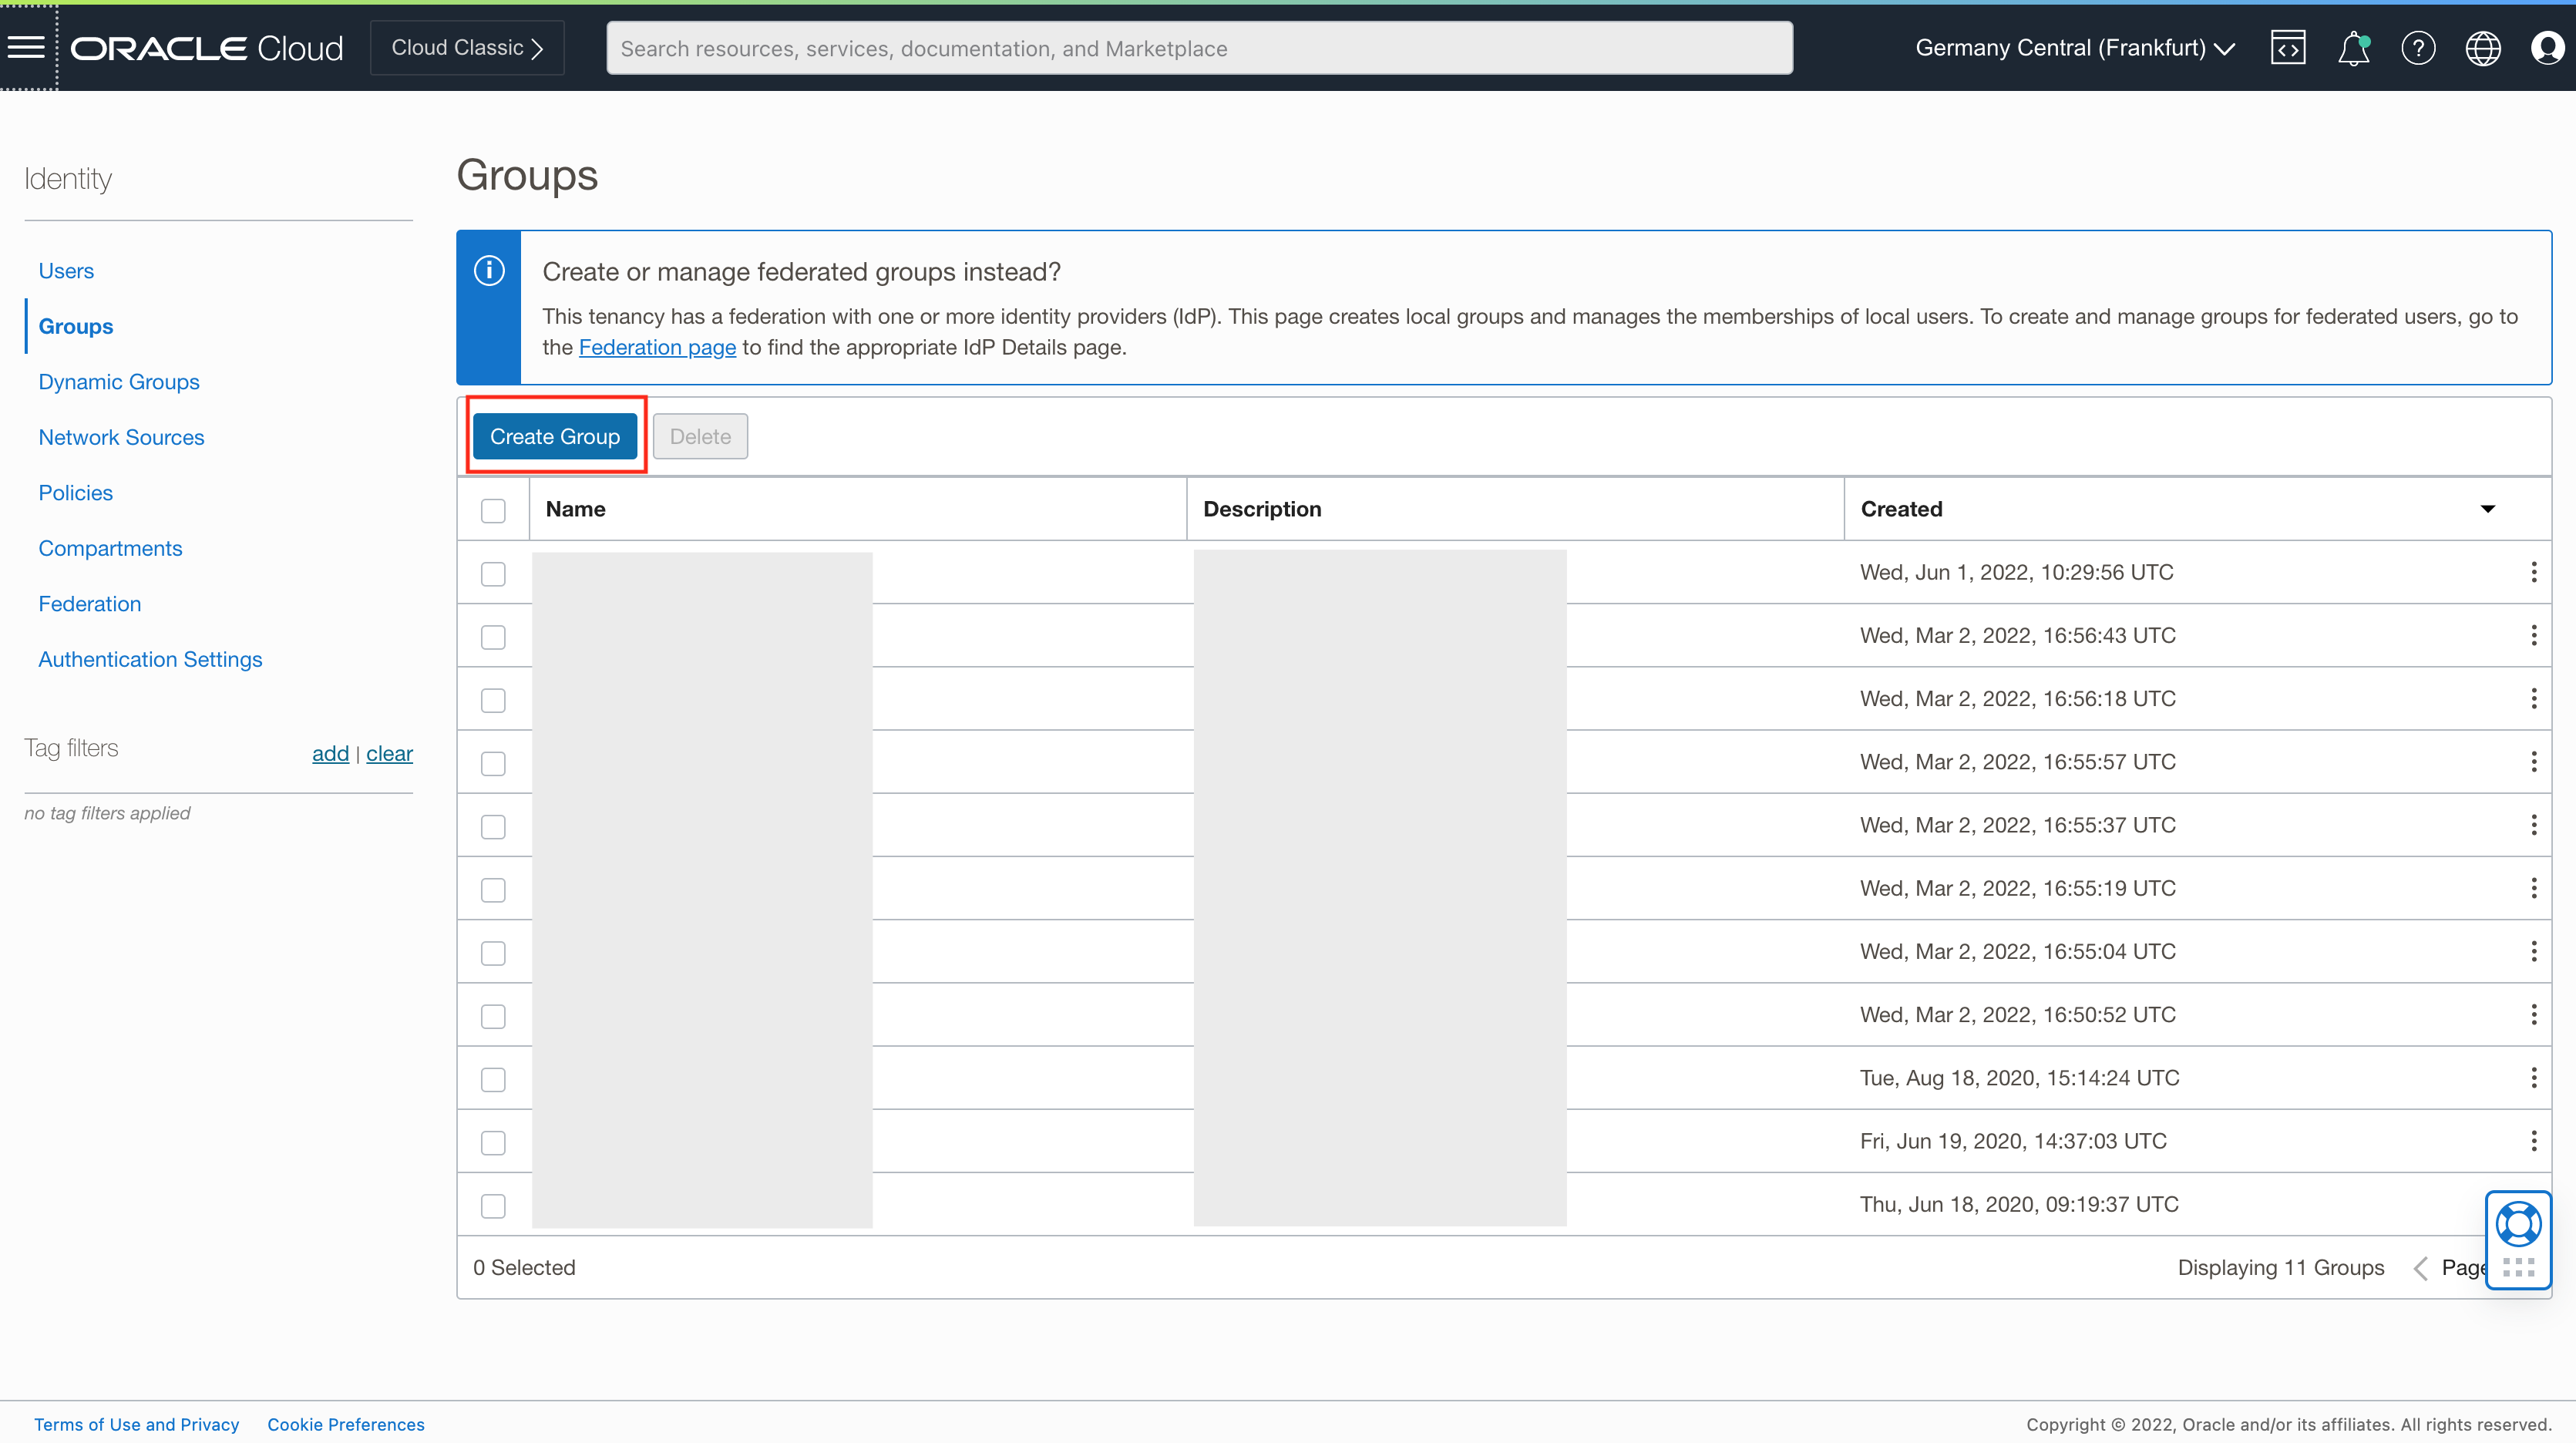 ORACLE Cloud
Cloud Classic
Search resources, services, documentation, and Marketplace
Germany Central (Frankfurt)
Identity
Users
Groups
Dynamic Groups
Network Sources
Policies
Compartments
Federation
Authentication Settings
Tag filters
add | clear
no tag filters applied
Groups
Create or manage federated groups instead?
This tenancy has a federation with one or more identity providers (IdP). This page creates local groups and manages the memberships of local users. To create and manage groups for federated users, go to
the Federation page to find the appropriate IdP Details page.
Create Group Delete
Name Description Created
Wed, Jun 1, 2022, 10:29:56 UTC
Wed, Mar 2, 2022, 16:56:43 UTC
Wed, Mar 2, 2022, 16:56:18 UTC
Wed, Mar 2, 2022, 16:55:57 UTC
Wed, Mar 2, 2022, 16:55:37 UTC
Wed, Mar 2, 2022, 16:55:19 UTC
Wed, Mar 2, 2022, 16:55:04 UTC
Wed, Mar 2, 2022, 16:50:52 UTC
Tue, Aug 18, 2020, 15:14:24 UTC
Fri, Jun 19, 2020, 14:37:03 UTC
Thu, Jun 18, 2020, 09:19:37 UTC
0 Selected Displaying 11 Groups Page
Terms of Use and Privacy Cookie Preferences Copyright © 2022, Oracle and/or its affiliates. All rights reserved.